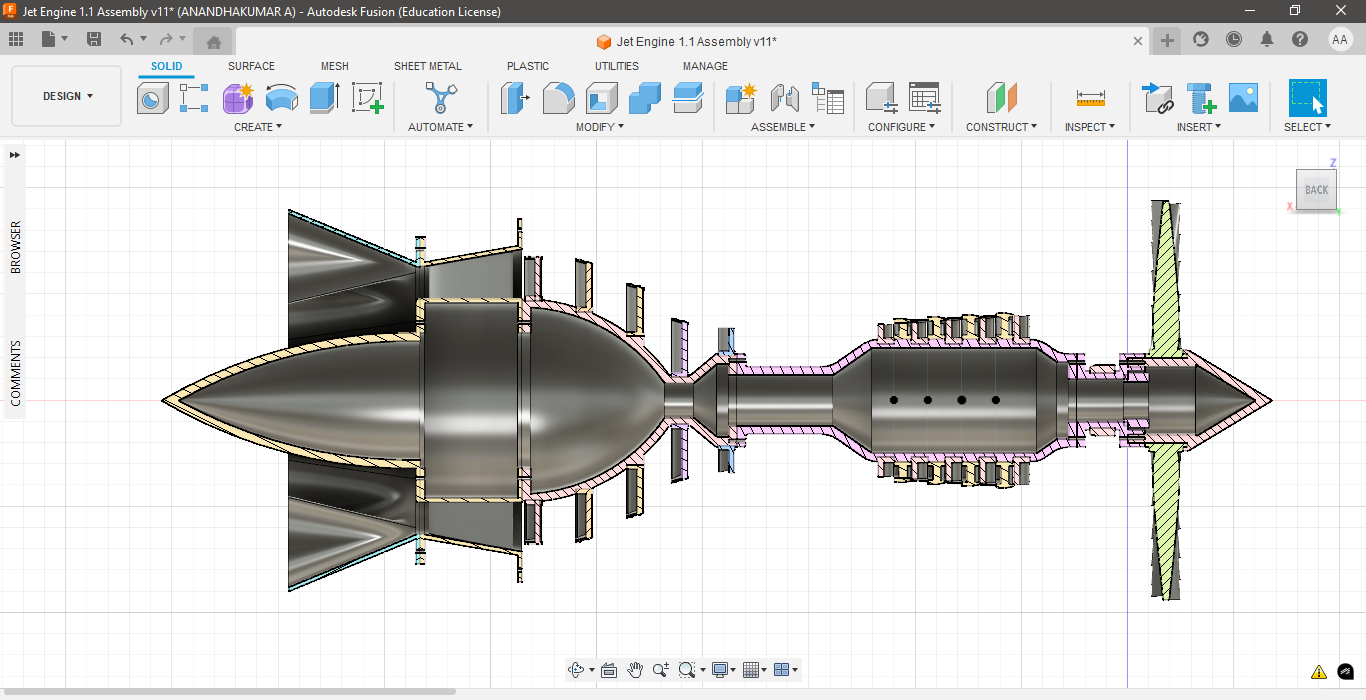 Jet Engine 1.1 Assembly v11* (ANANDHAKUMAR A) - Autodesk Fusion (Education License)
Jet Engine 1.1 Assembly v11*
AA
SOLID SURFACE MESH SHEET METAL PLASTIC UTILITIES MANAGE
DESIGN
CREATE AUTOMATE MODIFY ASSEMBLE CONFIGURE CONSTRUCT INSPECT INSERT SELECT
BROWSER
COMMENTS
Z
BACK
X